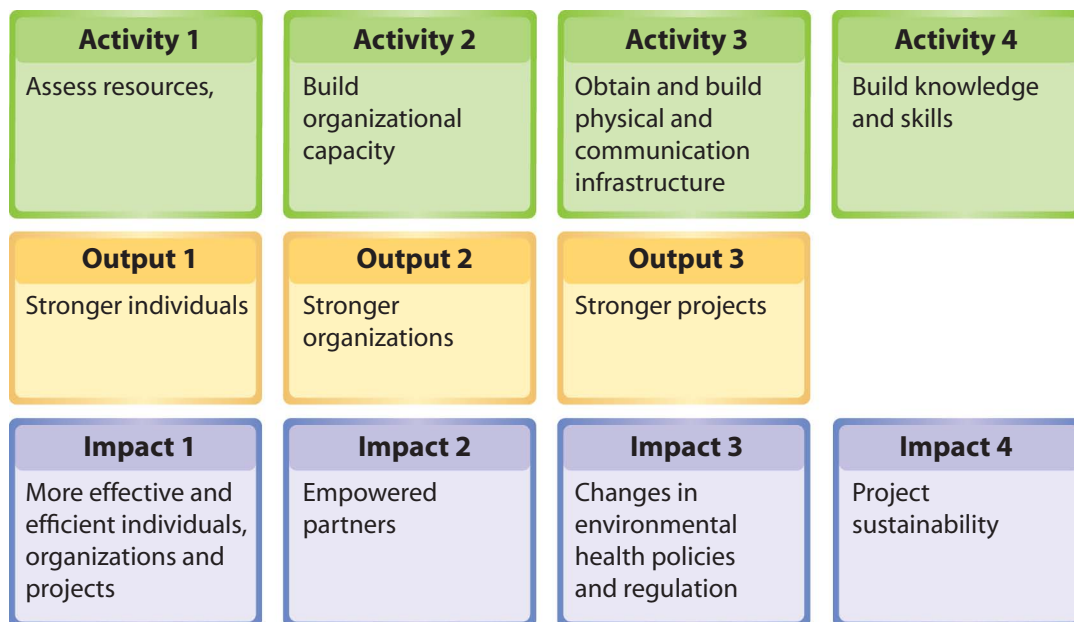 Activity 1
Assess resources,
Activity 2
Build
organizational
capacity
Activity 3
Obtain and build
physical and
communication
infrastructure
Activity 4
Build knowledge
and skills
Output 1
Stronger individuals
Output 2
Stronger
organizations
Output 3
Stronger projects
Impact 1
More effective and
efficient individuals,
organizations and
projects
Impact 2
Empowered
partners
Impact 3
Changes in
environmental
health policies
and regulation
Impact 4
Project
sustainability